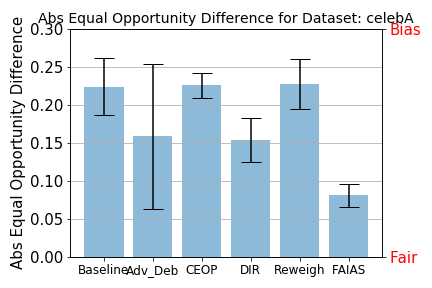 Abs Equal Opportunity Difference for Dataset: celebA
Abs Equal Opportunity Difference
0.30
0.25
0.20
0.15
0.10
0.05
0.00
Bias
Fair
Baseline Adv_Deb CEOP DIR Reweigh FAIAS